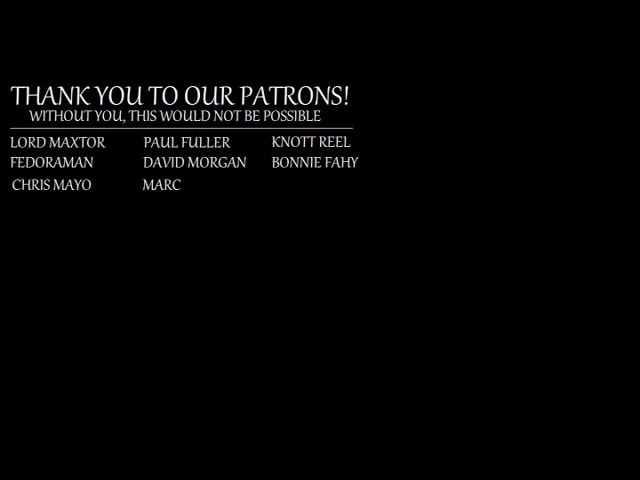 THANK YOU TO OUR PATRONS!
WITHOUT YOU, THIS WOULD NOT BE POSSIBLE
LORD MAXTOR PAUL FULLER KNOTT REEL
FEDORAMAN DAVID MORGAN BONNIE FAHY
CHRIS MAYO MARC